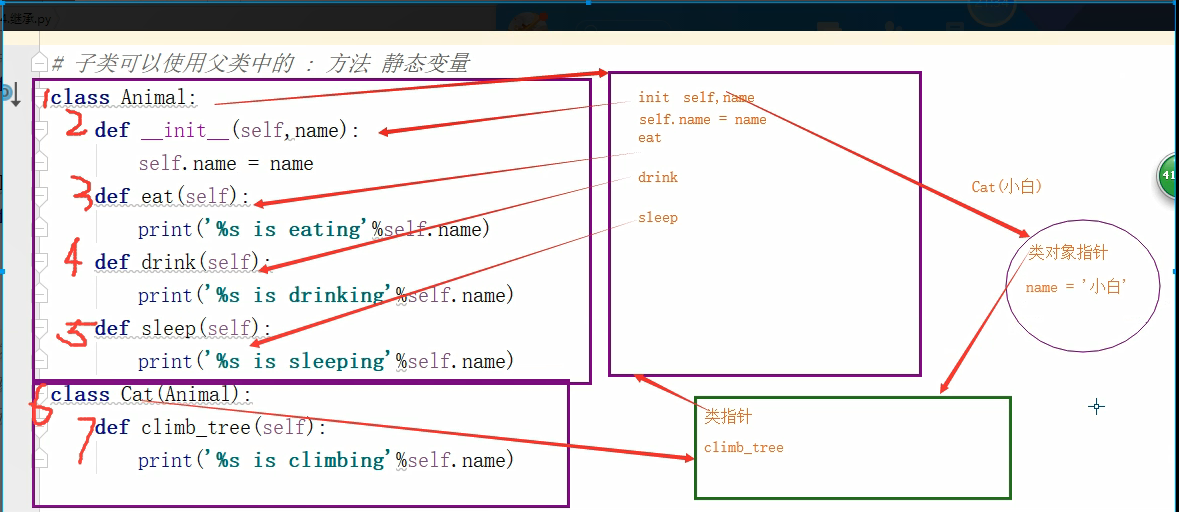 4.继承.py
# 子类可以使用父类中的 : 方法 静态变量
1 class Animal:
2 def __init__(self,name):
self.name = name
3 def eat(self):
print('%s is eating'%self.name)
4 def drink(self):
print('%s is drinking'%self.name)
5 def sleep(self):
print('%s is sleeping'%self.name)
6 class Cat(Animal):
7 def climb_tree(self):
print('%s is climbing'%self.name)
init self,name
self.name = name
eat
drink
sleep
Cat(小白)
类对象指针
name = '小白'
类指针
climb_tree
41